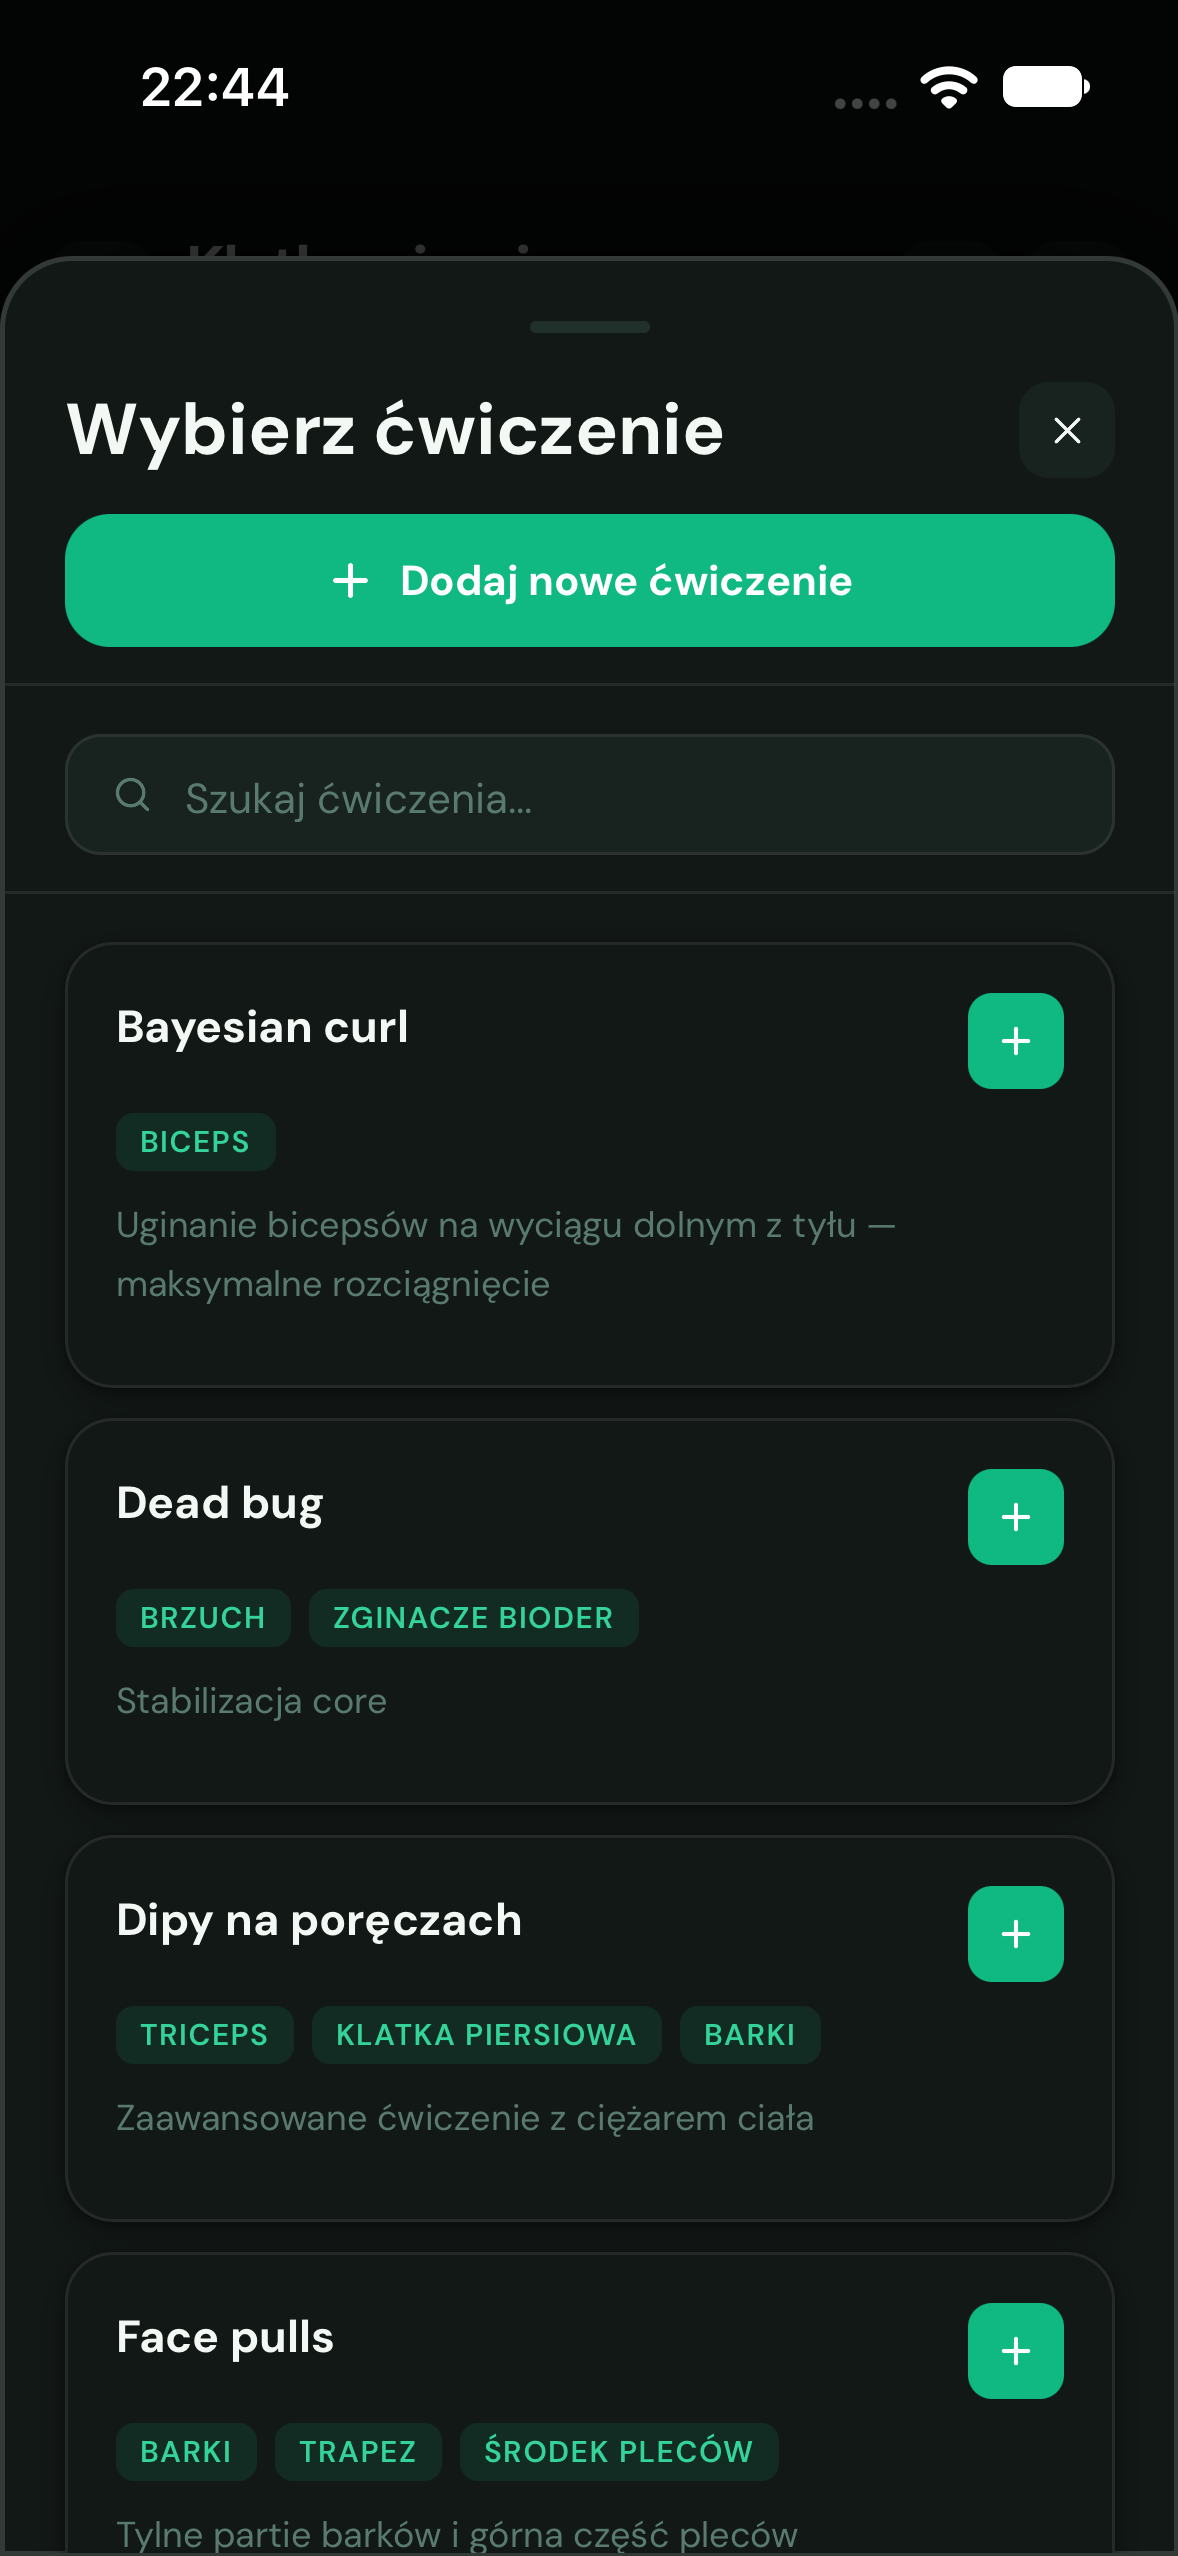 22:44
Wybierz ćwiczenie
Dodaj nowe ćwiczenie
Szukaj ćwiczenia...
Bayesian curl
BICEPS
Uginanie bicepsów na wyciągu dolnym z tyłu —
maksymalne rozciągnięcie
Dead bug
BRZUCH ZGINACZE BIODER
Stabilizacja core
Dipy na poręczach
TRICEPS KLATKA PIERSIOWA BARKI
Zaawansowane ćwiczenie z ciężarem ciała
Face pulls
BARKI TRAPEZ ŚRODEK PLECÓW
Tylne partie barków i górna część pleców